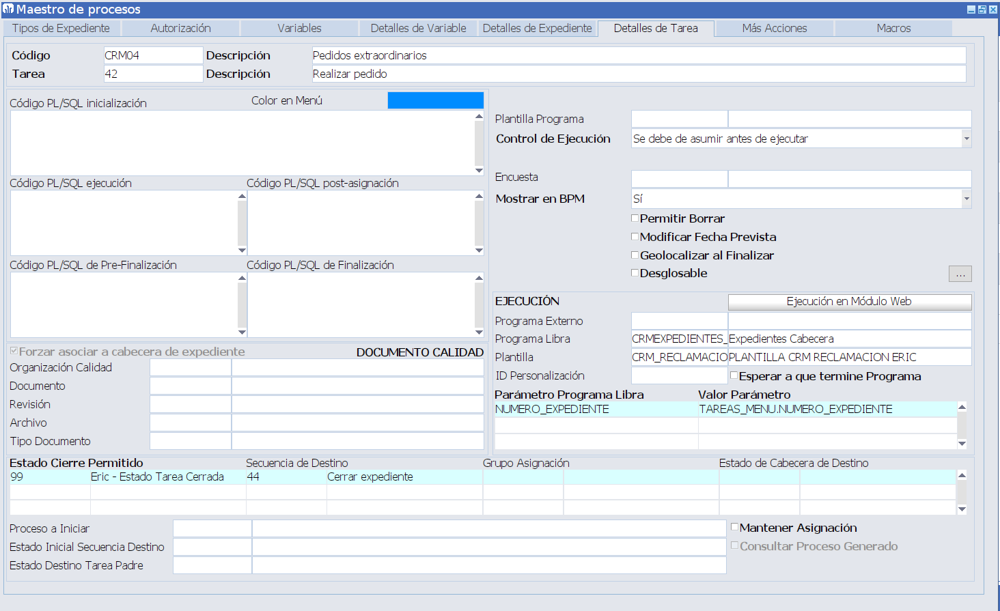 Maestro de procesos
Tipos de Expediente Autorización Variables Detalles de Variable Detalles de Expediente Detalles de Tarea Más Acciones Macros
Código CRM04 Descripción Pedidos extraordinarios
Tarea 42 Descripción Realizar pedido
Código PL/SQL inicialización Color en Menú
Código PL/SQL ejecución Código PL/SQL post-asignación
Código PL/SQL de Pre-Finalización Código PL/SQL de Finalización
Plantilla Programa
Control de Ejecución Se debe de asumir antes de ejecutar
Encuesta
Mostrar en BPM Sí
Permitir Borrar
Modificar Fecha Prevista
Geolocalizar al Finalizar
Desglosable ...
Forzar asociar a cabecera de expediente DOCUMENTO CALIDAD
Organización Calidad
Documento
Revisión
Archivo
Tipo Documento
EJECUCIÓN Ejecución en Módulo Web
Programa Externo
Programa Libra CRMEXPEDIENTES_ Expedientes Cabecera
Plantilla CRM_RECLAMACIO PLANTILLA CRM RECLAMACION ERIC
ID Personalización Esperar a que termine Programa
Parámetro Programa Libra Valor Parámetro
NUMERO_EXPEDIENTE TAREAS_MENU.NUMERO_EXPEDIENTE
Estado Cierre Permitido Secuencia de Destino Grupo Asignación Estado de Cabecera de Destino
99 Eric - Estado Tarea Cerrada 44 Cerrar expediente
Proceso a Iniciar Mantener Asignación
Estado Inicial Secuencia Destino Consultar Proceso Generado
Estado Destino Tarea Padre